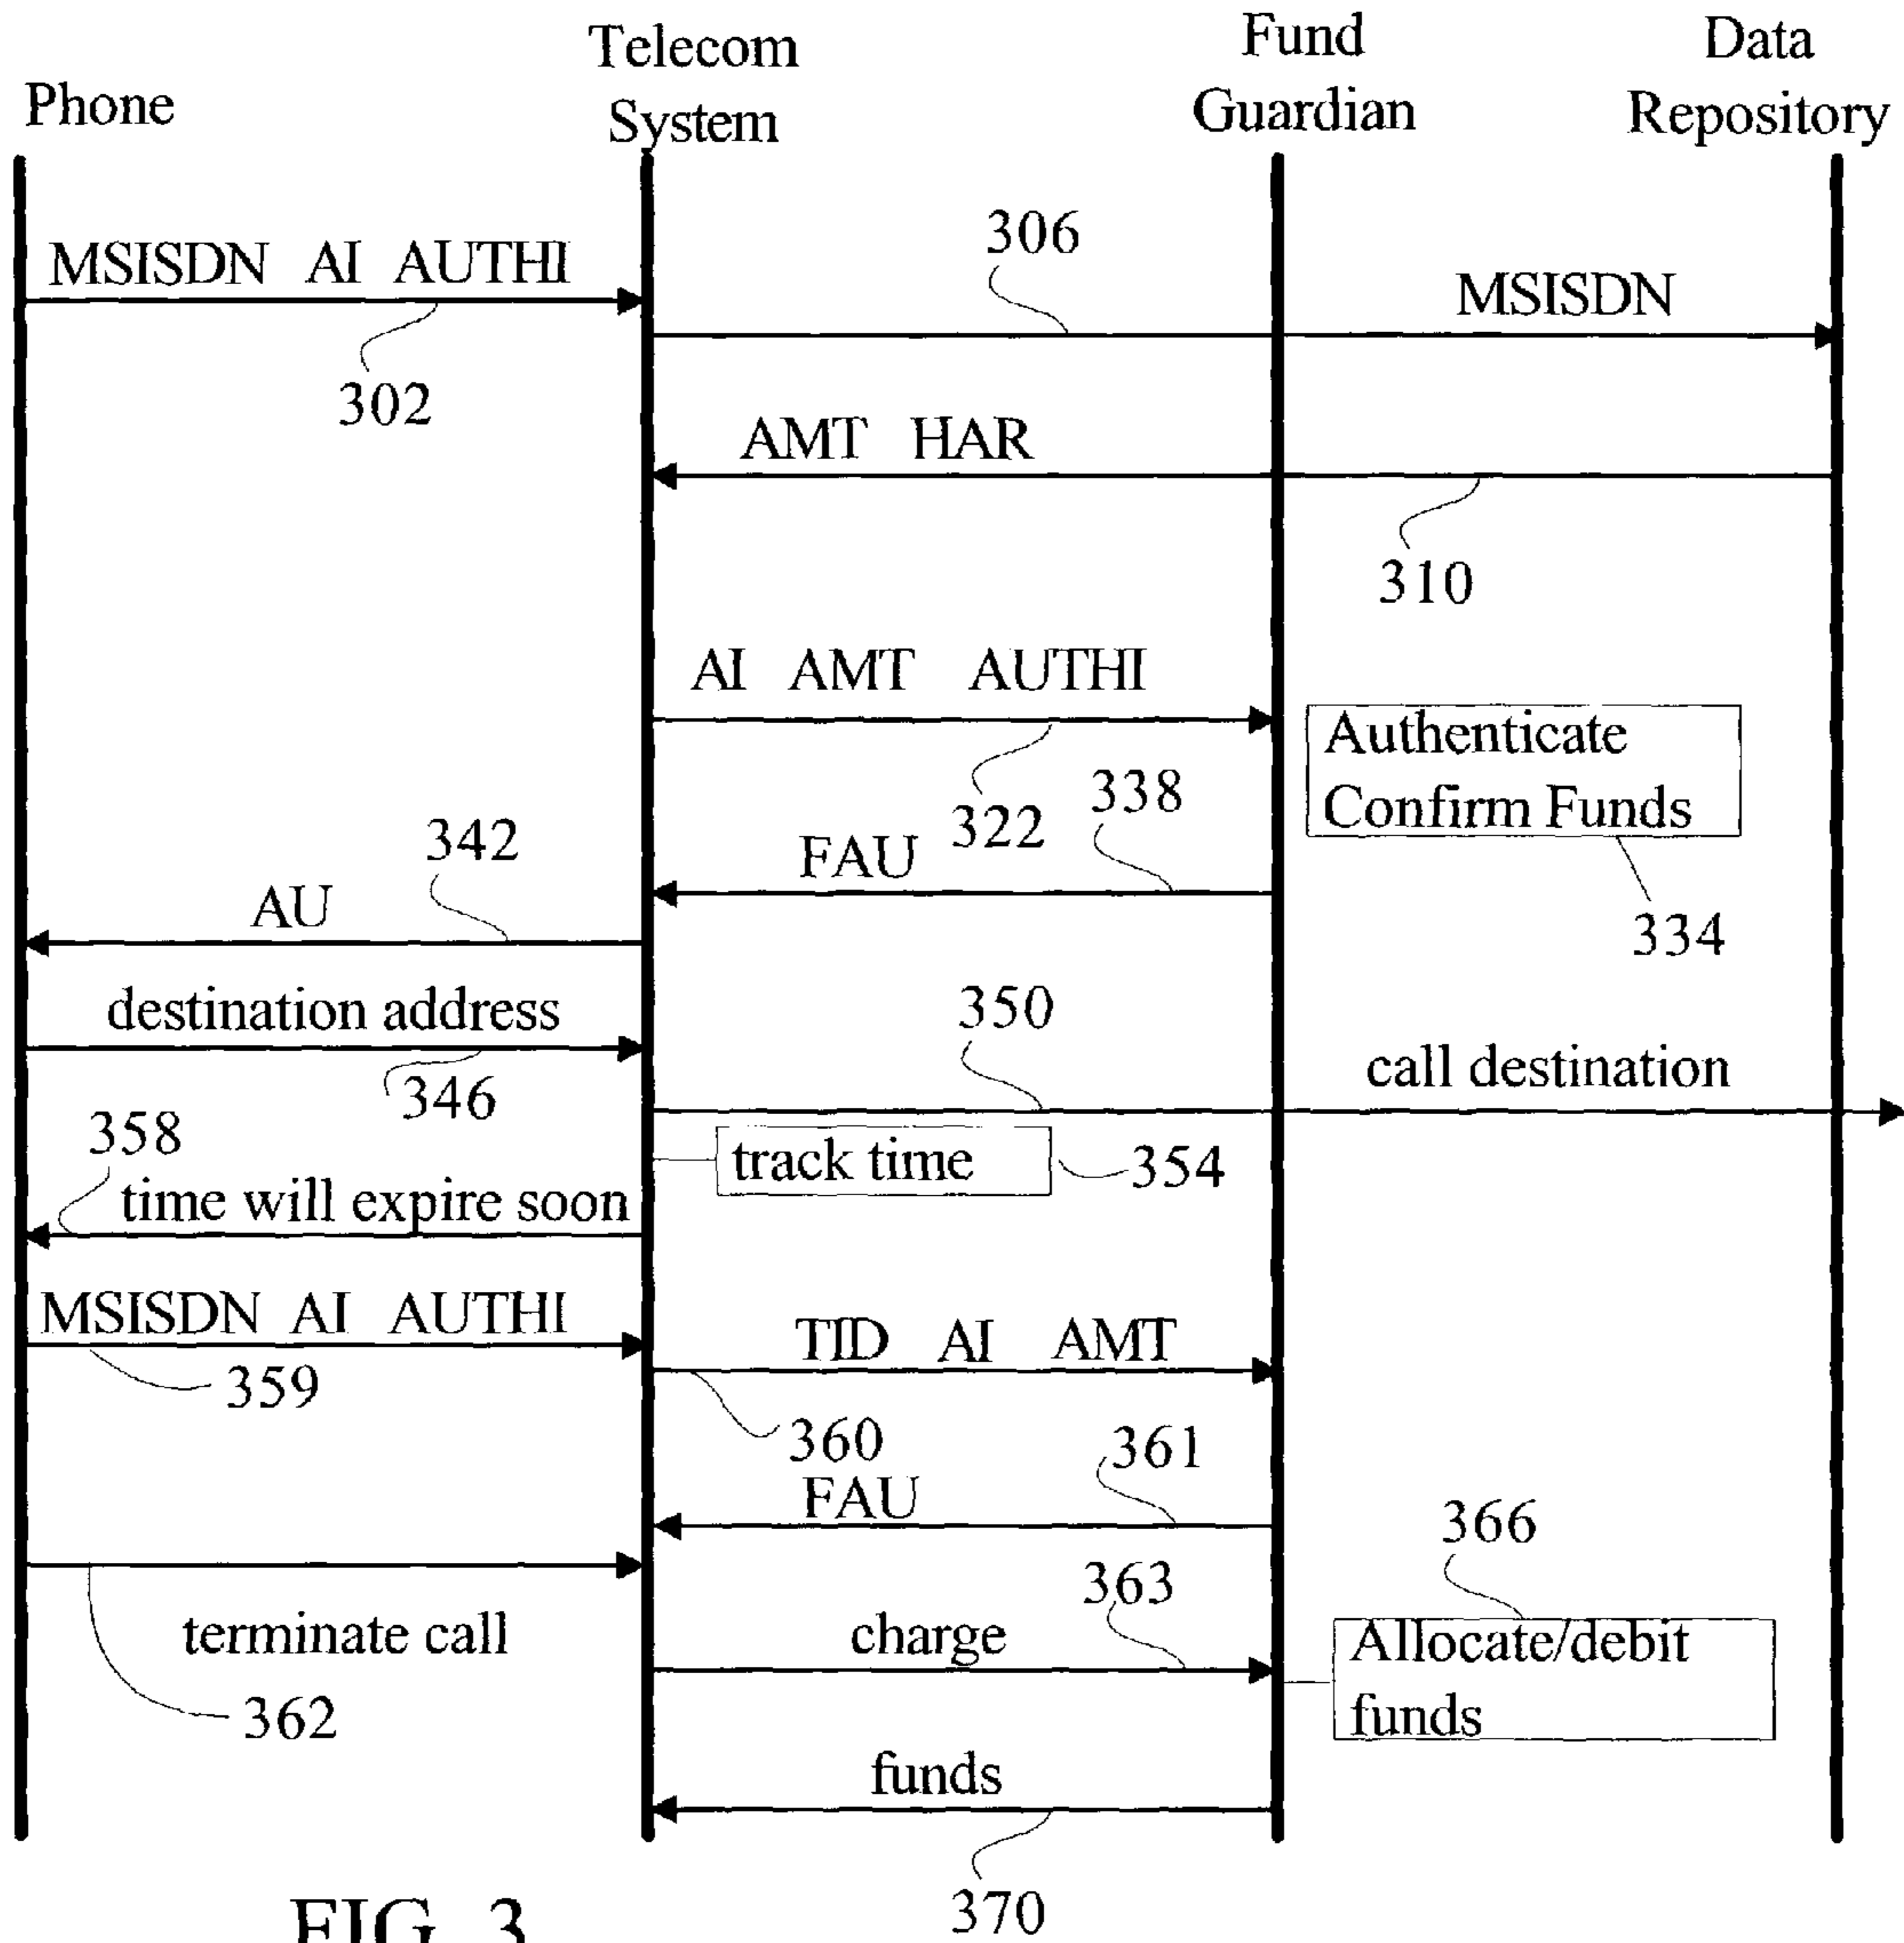 Phone
Telecom
System
Fund
Guardian
Data
Repository
MSISDN AI AUTHI
302
306
MSISDN
AMT HAR
310
AI AMT AUTHI
322
Authenticate
Confirm Funds
334
338
FAU
342
AU
destination address
346
350
call destination
track time
354
358
time will expire soon
MSISDN AI AUTHI
359
TID AI AMT
360
361
FAU
362
terminate call
363
charge
366
Allocate/debit
funds
funds
370
FIG. 3